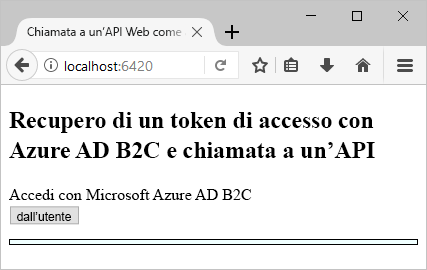 Chiamata a un’API Web come
localhost:6420
Recupero di un token di accesso con
Azure AD B2C e chiamata a un’API
Accedi con Microsoft Azure AD B2C
dall’utente